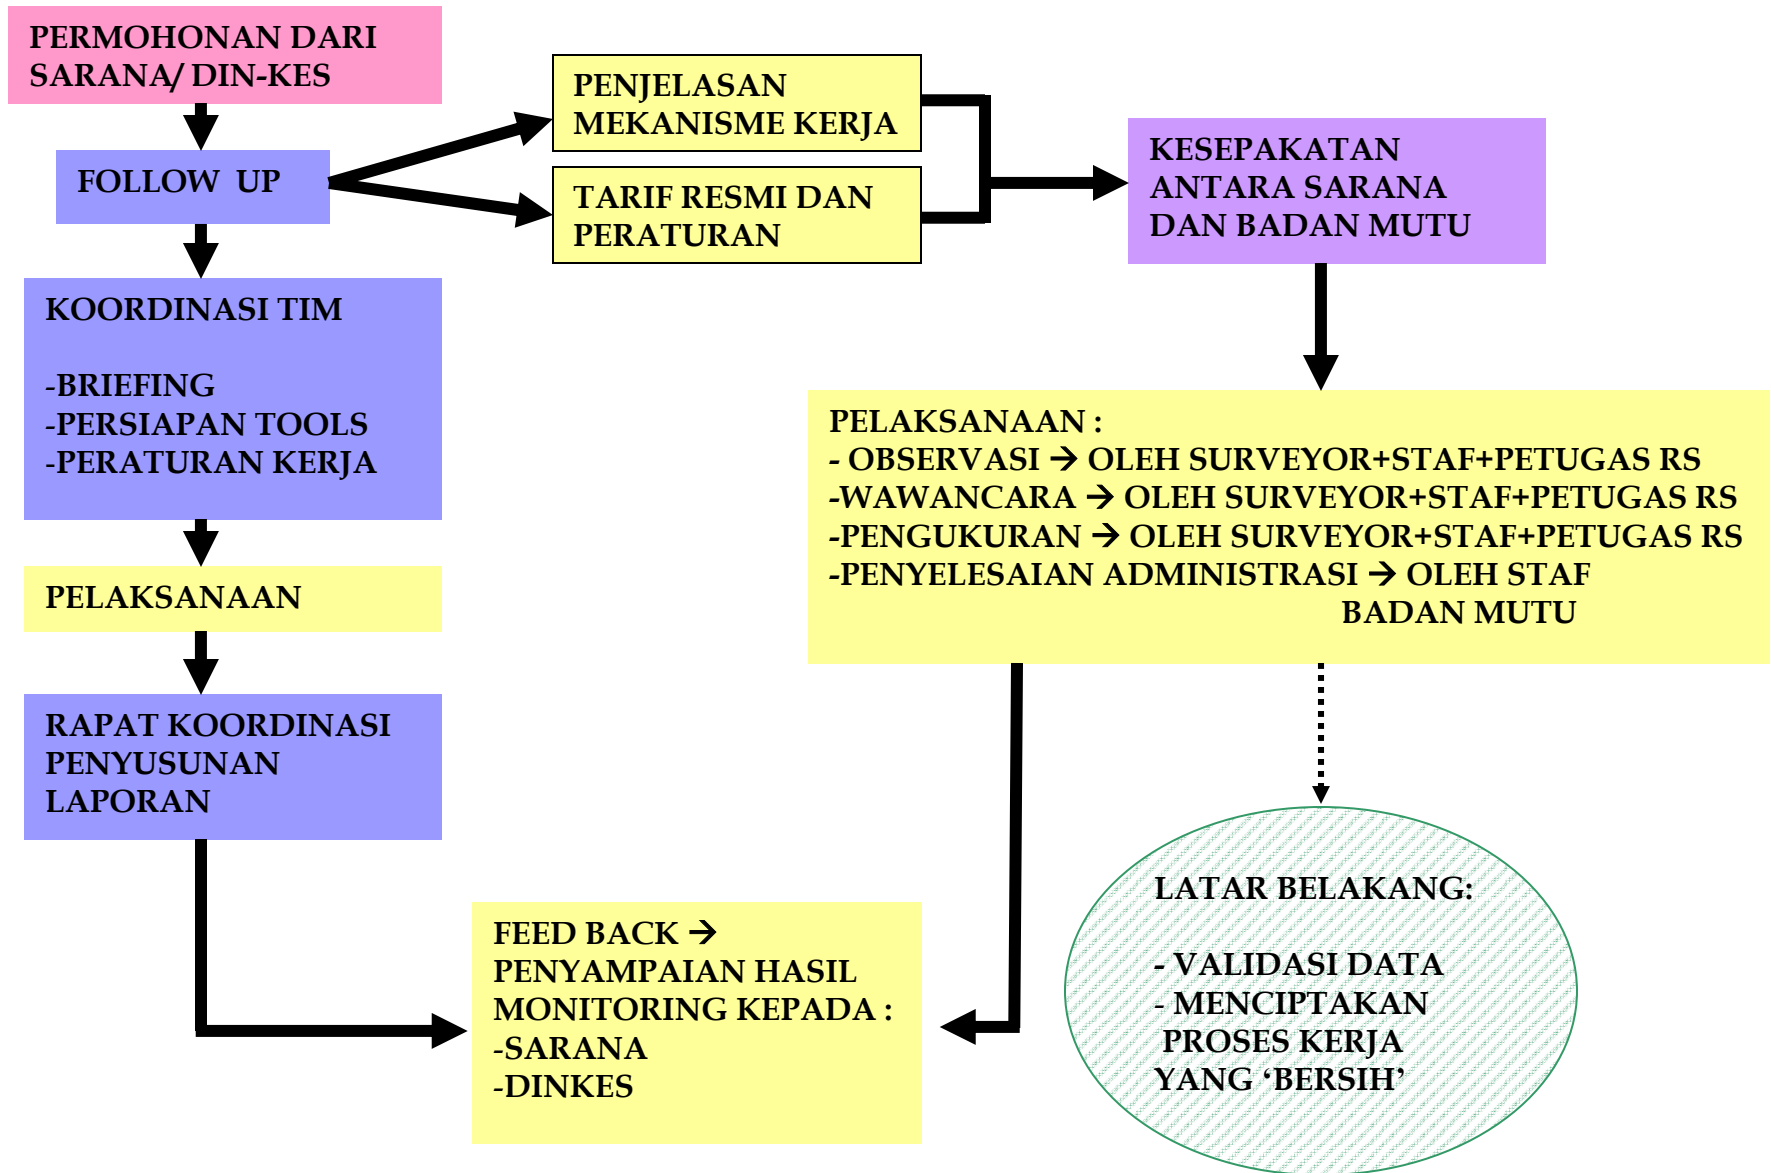 PERMOHONAN DARI
SARANA/ DIN-KES
FOLLOW UP
PENJELASAN
MEKANISME KERJA
TARIF RESMI DAN
PERATURAN
KESEPAKATAN
ANTARA SARANA
DAN BADAN MUTU
KOORDINASI TIM
-BRIEFING
-PERSIAPAN TOOLS
-PERATURAN KERJA
PELAKSANAAN
RAPAT KOORDINASI
PENYUSUNAN
LAPORAN
PELAKSANAAN :
- OBSERVASI → OLEH SURVEYOR+STAF+PETUGAS RS
-WAWANCARA → OLEH SURVEYOR+STAF+PETUGAS RS
-PENGUKURAN → OLEH SURVEYOR+STAF+PETUGAS RS
-PENYELESAIAN ADMINISTRASI → OLEH STAF
BADAN MUTU
FEED BACK →
PENYAMPAIAN HASIL
MONITORING KEPADA :
-SARANA
-DINKES
LATAR BELAKANG:
- VALIDASI DATA
- MENCIPTAKAN
PROSES KERJA
YANG ‘BERSIH’